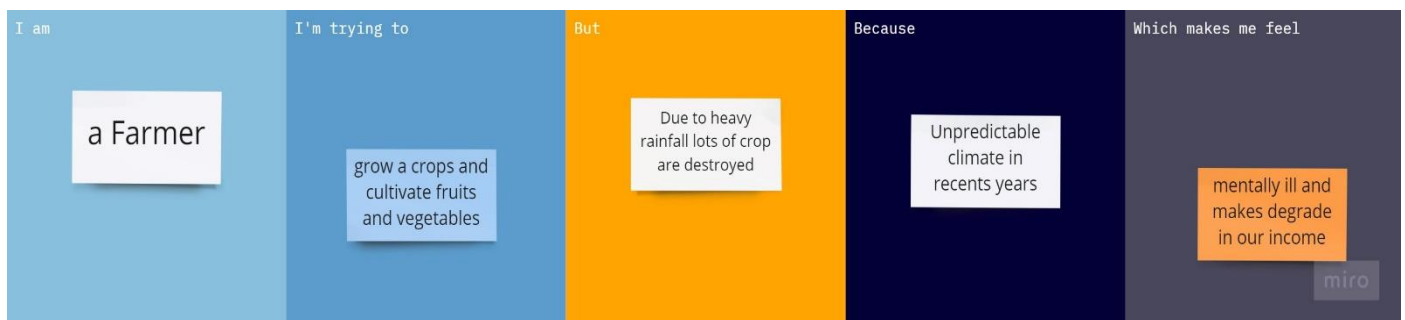 I am
a Farmer
I'm trying to
grow a crops and
cultivate fruits
and vegetables
But
Due to heavy
rainfall lots of crop
are destroyed
Because
Unpredictable
climate in
recents years
Which makes me feel
mentally ill and
makes degrade
in our income
miro